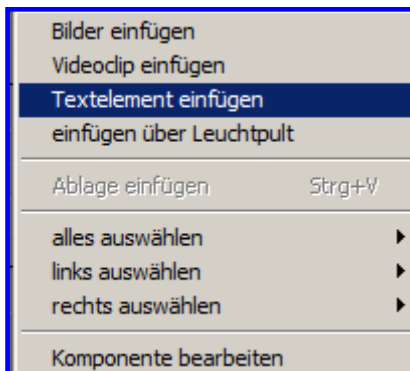 Bilder einfügen
Videoclip einfügen
Textelement einfügen
einfügen über Leuchtpult
Ablage einfügen Strg+V
alles auswählen
links auswählen
rechts auswählen
Komponente bearbeiten